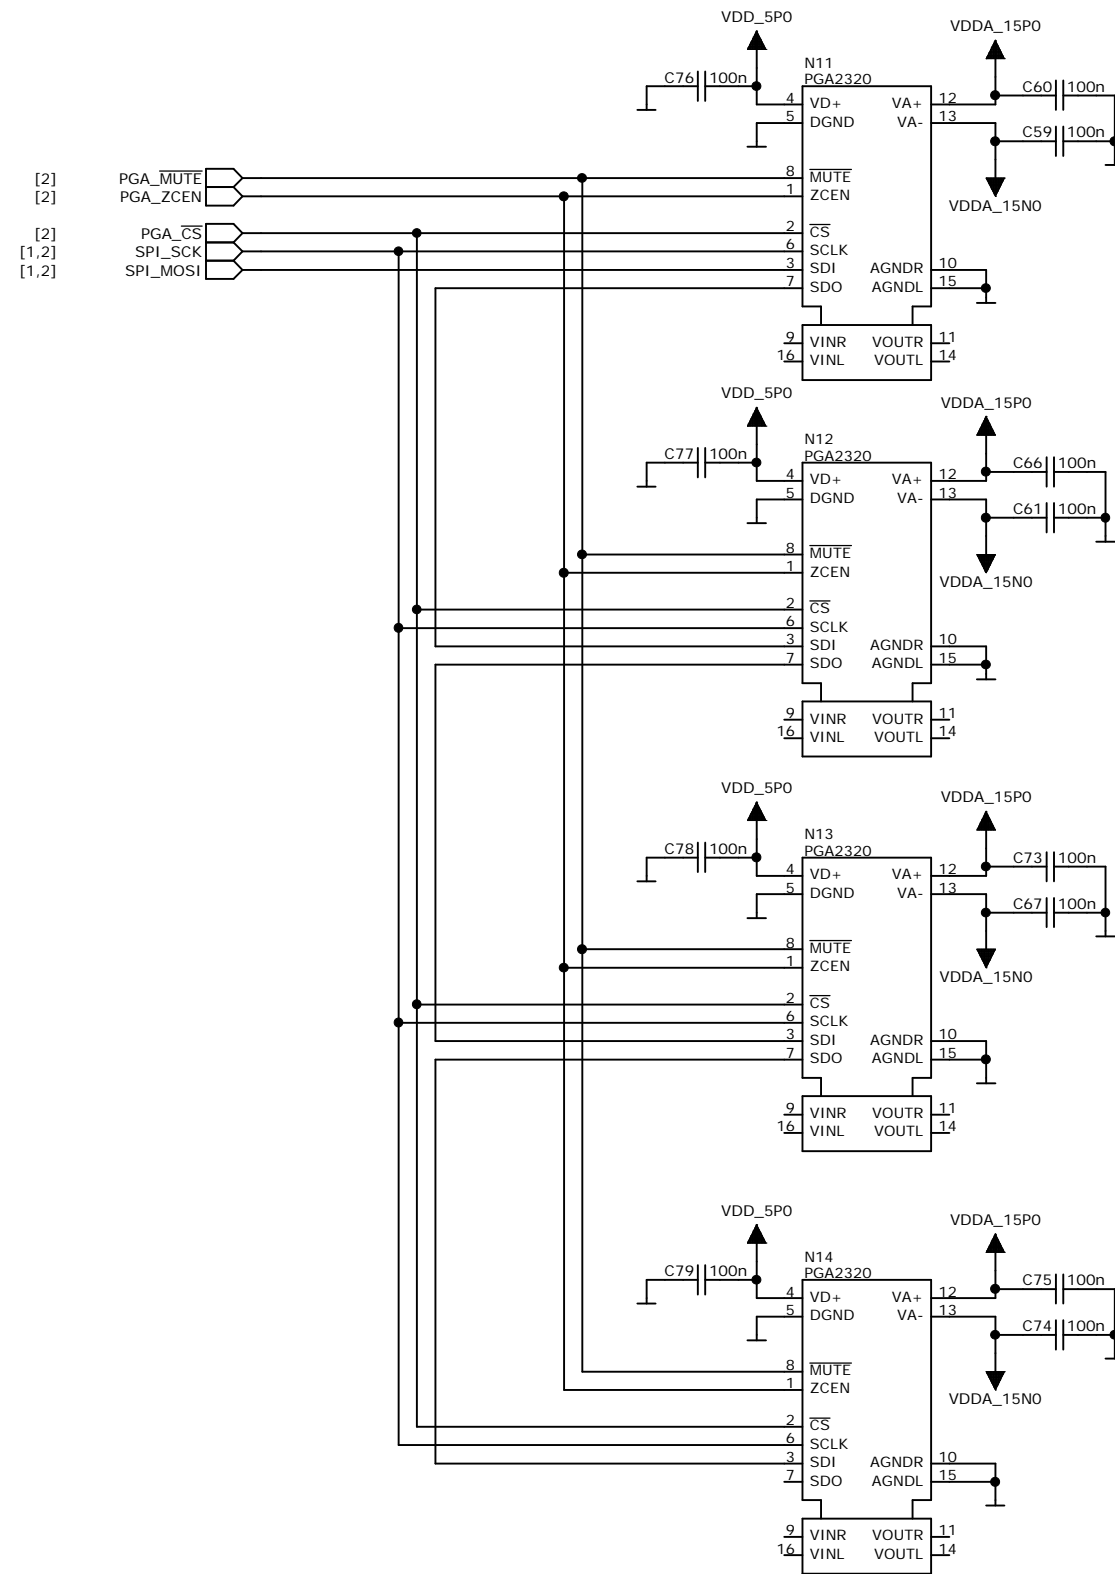 VDD_5P0
VDDA_15P0
N11
PGA2320
C76 100n
C60 100n
4 VD+ VA+ 12
5 DGND VA- 13
C59 100n
[2] PGA_MUTE 8 MUTE
[2] PGA_ZCEN 1 ZCEN
VDDA_15N0
[2] PGA_CS 2 CS
[1,2] SPI_SCK 6 SCLK
[1,2] SPI_MOSI 3 SDI AGNDR 10
7 SDO AGNDL 15
9 VINR VOUTR 11
16 VINL VOUTL 14
VDD_5P0
VDDA_15P0
N12
PGA2320
C77 100n
C66 100n
4 VD+ VA+ 12
5 DGND VA- 13
C61 100n
8 MUTE
1 ZCEN
VDDA_15N0
2 CS
6 SCLK
3 SDI AGNDR 10
7 SDO AGNDL 15
9 VINR VOUTR 11
16 VINL VOUTL 14
VDD_5P0
VDDA_15P0
N13
PGA2320
C78 100n
C73 100n
4 VD+ VA+ 12
5 DGND VA- 13
C67 100n
8 MUTE
1 ZCEN
VDDA_15N0
2 CS
6 SCLK
3 SDI AGNDR 10
7 SDO AGNDL 15
9 VINR VOUTR 11
16 VINL VOUTL 14
VDD_5P0
VDDA_15P0
N14
PGA2320
C79 100n
C75 100n
4 VD+ VA+ 12
5 DGND VA- 13
C74 100n
8 MUTE
1 ZCEN
VDDA_15N0
2 CS
6 SCLK
3 SDI AGNDR 10
7 SDO AGNDL 15
9 VINR VOUTR 11
16 VINL VOUTL 14